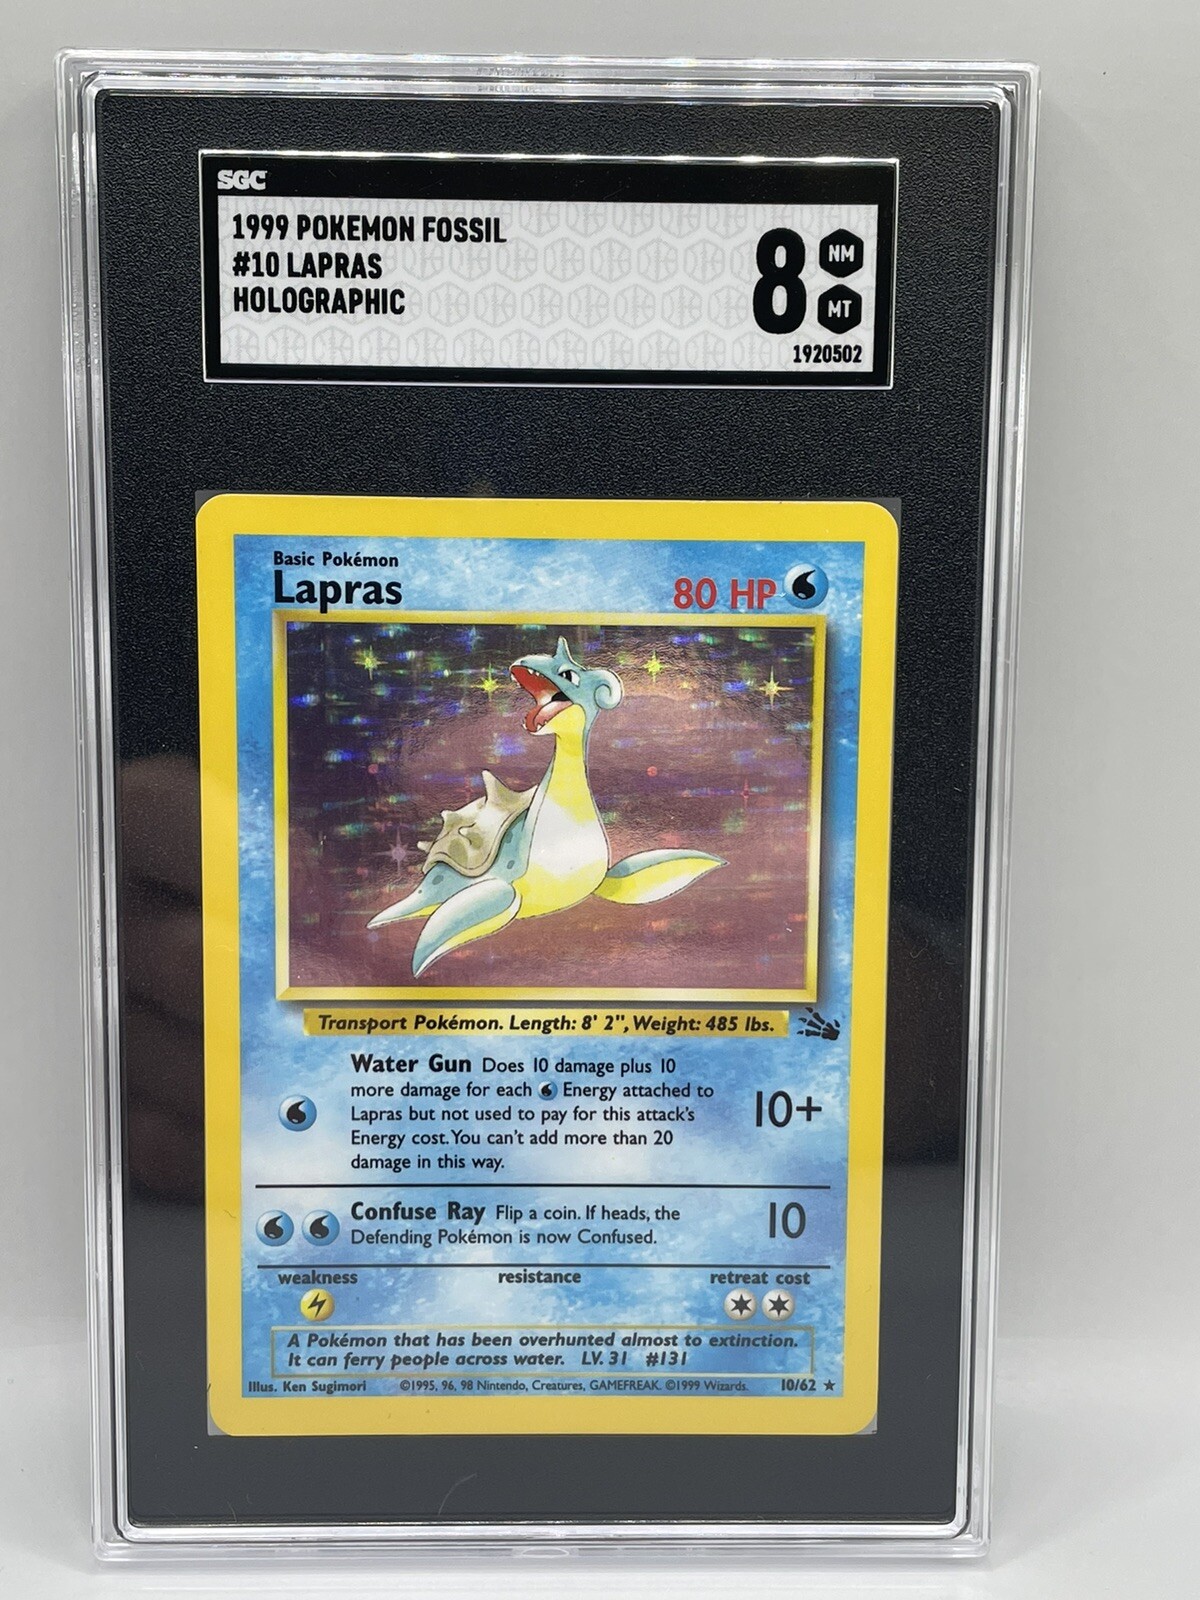 SGC
1999 POKEMON FOSSIL
#10 LAPRAS
HOLOGRAPHIC
8
NM
MT
1920502
Basic Pokémon
Lapras
80 HP
Transport Pokémon. Length: 8' 2", Weight: 485 lbs.
Water Gun Does 10 damage plus 10
more damage for each Energy attached to
Lapras but not used to pay for this attack's
Energy cost. You can't add more than 20
damage in this way.
10+
Confuse Ray Flip a coin. If heads, the
Defending Pokémon is now Confused.
10
weakness resistance retreat cost
A Pokémon that has been overhunted almost to extinction.
It can ferry people across water. LV. 31 #131
Illus. Ken Sugimori ©1995, 96, 98 Nintendo, Creatures, GAMEFREAK. ©1999 Wizards. 10/62 ★